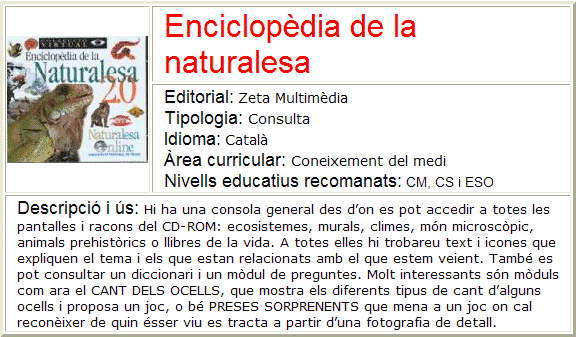 Enciclopèdia de la
naturalesa
VIRTUAL
Enciclopèdia de la
Naturalesa
2.0
Naturalesa
Online
Editorial: Zeta Multimèdia
Tipologia: Consulta
Idioma: Català
Àrea curricular: Coneixement del medi
Nivells educatius recomanats: CM, CS i ESO
Descripció i ús: Hi ha una consola general des d'on es pot accedir a totes les
pantalles i racons del CD-ROM: ecosistemes, murals, climes, món microscòpic,
animals prehistòrics o llibres de la vida. A totes elles hi trobareu text i icones que
expliquen el tema i els que estan relacionats amb el que estem veient. També es
pot consultar un diccionari i un mòdul de preguntes. Molt interessants són mòduls
com ara el CANT DELS OCELLS, que mostra els diferents tipus de cant d'alguns
ocells i proposa un joc, o bé PRESES SORPRENENTS que mena a un joc on cal
reconèixer de quin ésser viu es tracta a partir d'una fotografia de detall.